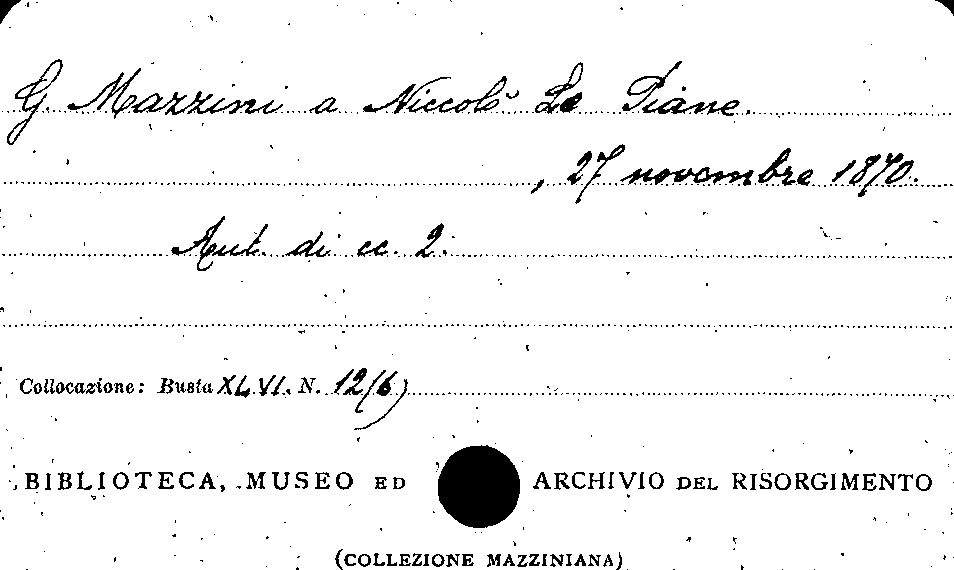 G. Mazzini a Niccolò Le Piane.
, 27 novembre 1870.
Aut. di cc. 2.
Collocazione: Busta XLVI. N. 12(6)
BIBLIOTECA, MUSEO ED ARCHIVIO DEL RISORGIMENTO
(COLLEZIONE MAZZINIANA)